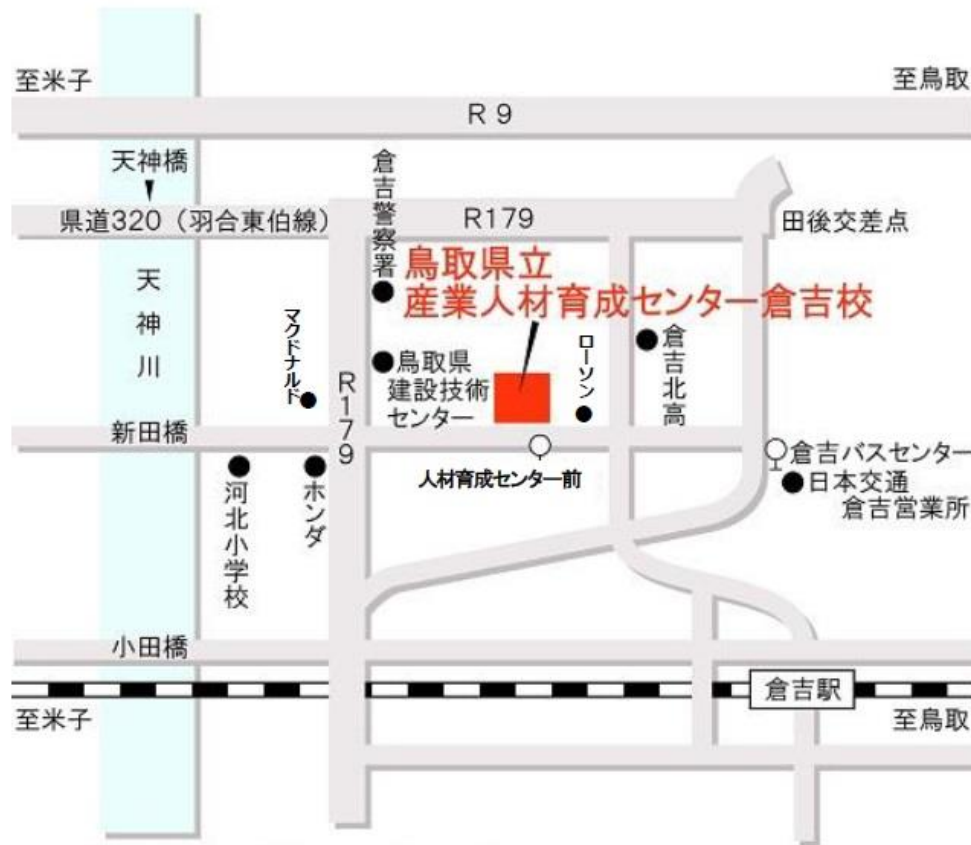 至米子
至鳥取
R 9
天神橋
県道320（羽合東伯線）
R179
田後交差点
倉吉警察署
鳥取県立
産業人材育成センター倉吉校
天神川
マクドナルド
鳥取県
建設技術
センター
ローソン
倉吉北高
R179
新田橋
人材育成センター前
倉吉バスセンター
日本交通
倉吉営業所
河北小学校
ホンダ
小田橋
倉吉駅
至米子
至鳥取